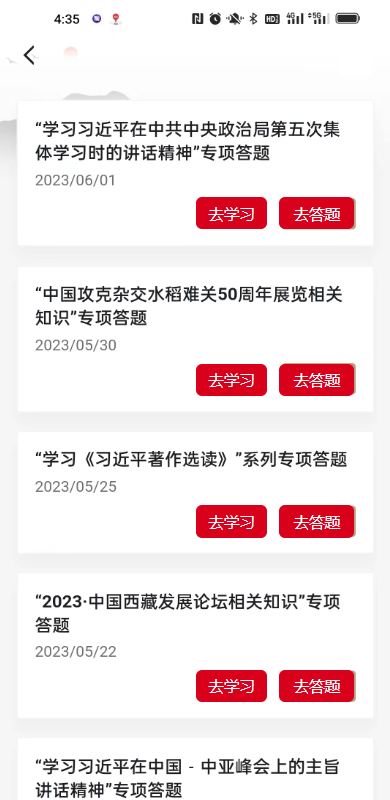 4:35
HD
4G
5G
“学习习近平在中共中央政治局第五次集
体学习时的讲话精神”专项答题
2023/06/01
去学习 去答题
“中国攻克杂交水稻难关50周年展览相关
知识”专项答题
2023/05/30
去学习 去答题
“学习《习近平著作选读》”系列专项答题
2023/05/25
去学习 去答题
“2023·中国西藏发展论坛相关知识”专项
答题
2023/05/22
去学习 去答题
“学习习近平在中国－中亚峰会上的主旨
讲话精神”专项答题